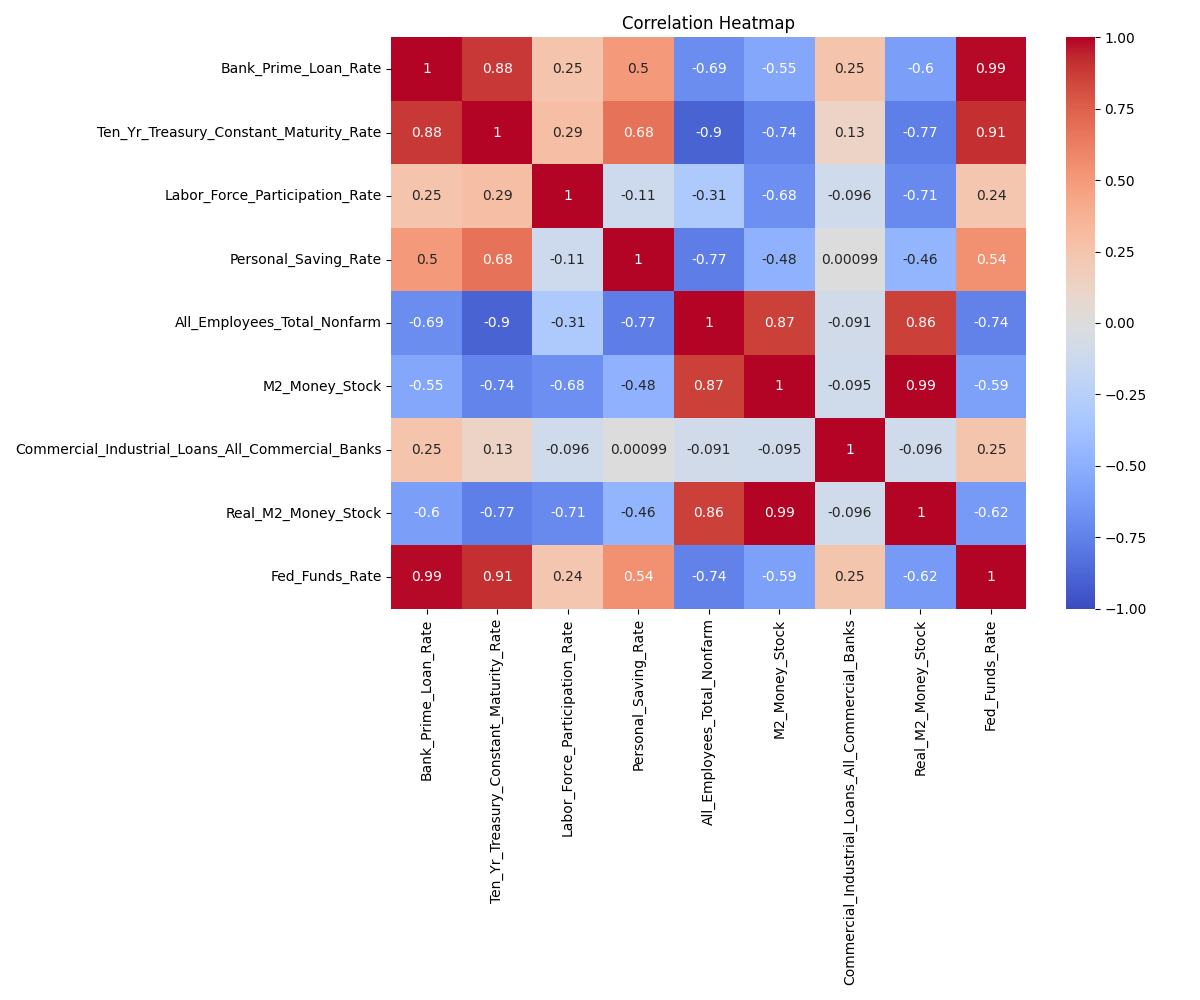 Correlation Heatmap
Bank_Prime_Loan_Rate 1 0.88 0.25 0.5 -0.69 -0.55 0.25 -0.6 0.99
Ten_Yr_Treasury_Constant_Maturity_Rate 0.88 1 0.29 0.68 -0.9 -0.74 0.13 -0.77 0.91
Labor_Force_Participation_Rate 0.25 0.29 1 -0.11 -0.31 -0.68 -0.096 -0.71 0.24
Personal_Saving_Rate 0.5 0.68 -0.11 1 -0.77 -0.48 0.00099 -0.46 0.54
All_Employees_Total_Nonfarm -0.69 -0.9 -0.31 -0.77 1 0.87 -0.091 0.86 -0.74
M2_Money_Stock -0.55 -0.74 -0.68 -0.48 0.87 1 -0.095 0.99 -0.59
Commercial_Industrial_Loans_All_Commercial_Banks 0.25 0.13 -0.096 0.00099 -0.091 -0.095 1 -0.096 0.25
Real_M2_Money_Stock -0.6 -0.77 -0.71 -0.46 0.86 0.99 -0.096 1 -0.62
Fed_Funds_Rate 0.99 0.91 0.24 0.54 -0.74 -0.59 0.25 -0.62 1
Bank_Prime_Loan_Rate
Ten_Yr_Treasury_Constant_Maturity_Rate
Labor_Force_Participation_Rate
Personal_Saving_Rate
All_Employees_Total_Nonfarm
M2_Money_Stock
Commercial_Industrial_Loans_All_Commercial_Banks
Real_M2_Money_Stock
Fed_Funds_Rate
1.00
0.75
0.50
0.25
0.00
−0.25
−0.50
−0.75
−1.00